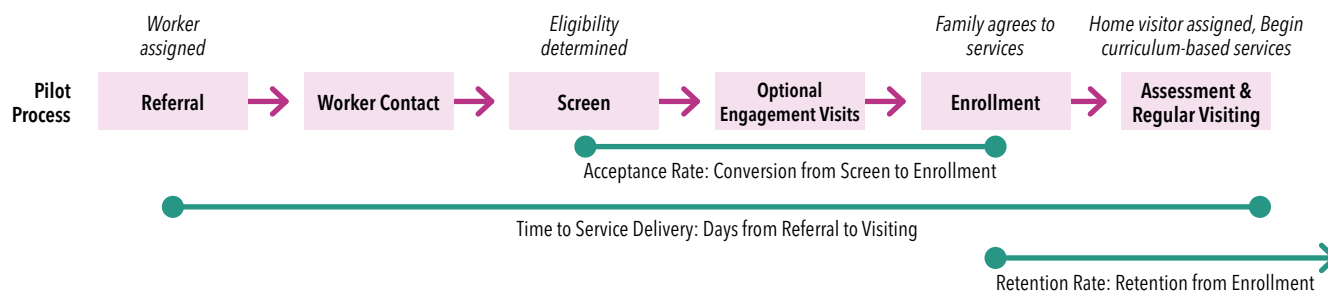 Worker
assigned
Eligibility
determined
Family agrees to
services
Home visitor assigned, Begin
curriculum-based services
Pilot
Process
Referral
Worker Contact
Screen
Optional
Engagement Visits
Enrollment
Assessment &
Regular Visiting
Acceptance Rate: Conversion from Screen to Enrollment
Time to Service Delivery: Days from Referral to Visiting
Retention Rate: Retention from Enrollment